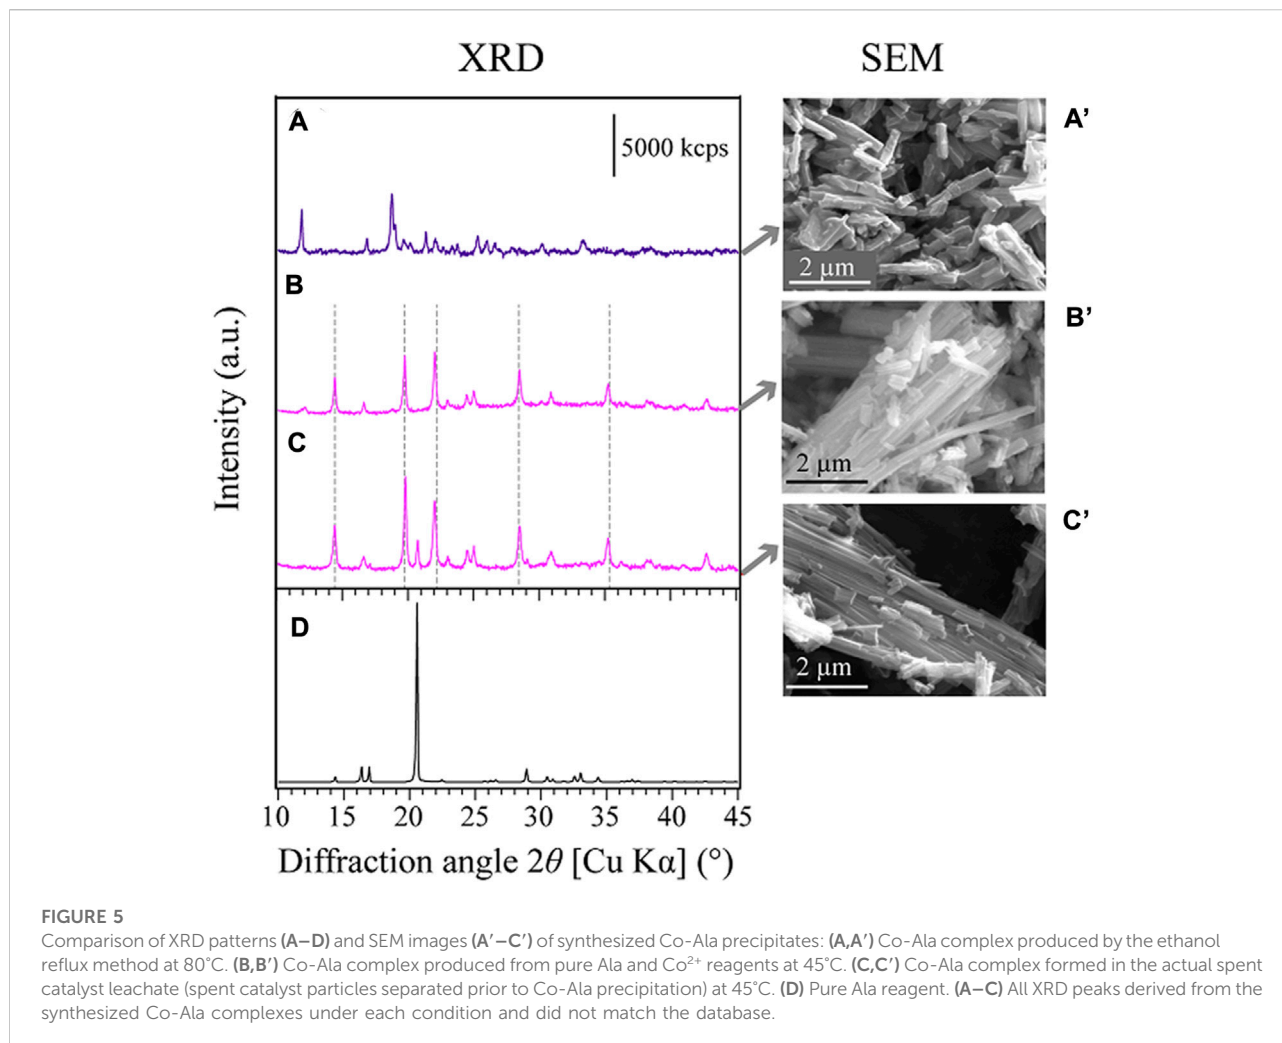 XRD
SEM
A
5000 kcps
A′
2 µm
B
B′
2 µm
C
C′
2 µm
D
Intensity (a.u.)
10 15 20 25 30 35 40 45
Diffraction angle 2θ [Cu Kα] (°)
FIGURE 5
Comparison of XRD patterns (A–D) and SEM images (A′–C′) of synthesized Co-Ala precipitates: (A,A′) Co-Ala complex produced by the ethanol
reflux method at 80°C. (B,B′) Co-Ala complex produced from pure Ala and Co²⁺ reagents at 45°C. (C,C′) Co-Ala complex formed in the actual spent
catalyst leachate (spent catalyst particles separated prior to Co-Ala precipitation) at 45°C. (D) Pure Ala reagent. (A–C) All XRD peaks derived from the
synthesized Co-Ala complexes under each condition and did not match the database.